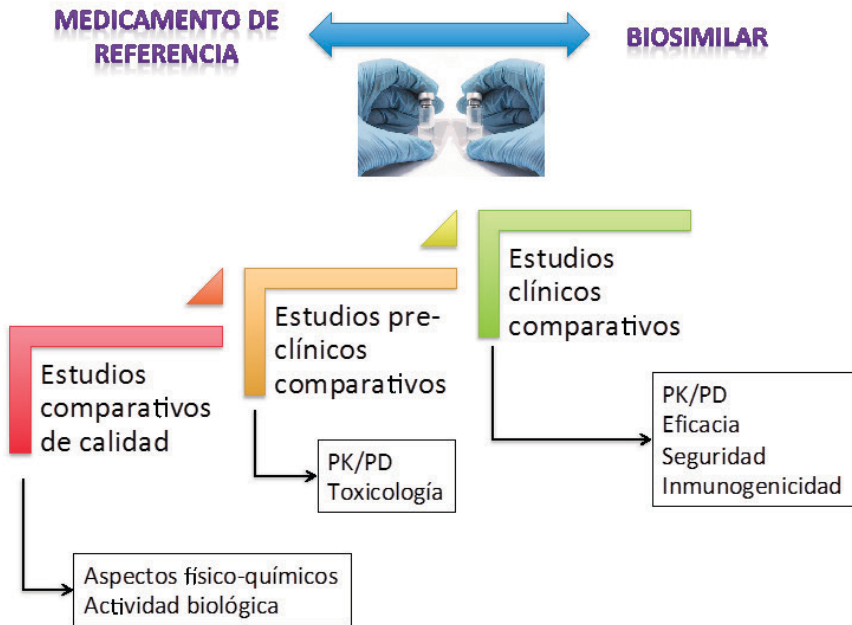 MEDICAMENTO DE
REFERENCIA
BIOSIMILAR
Estudios
comparativos
de calidad
Aspectos físico-químicos
Actividad biológica
Estudios pre-
clínicos
comparativos
PK/PD
Toxicología
Estudios
clínicos
comparativos
PK/PD
Eficacia
Seguridad
Inmunogenicidad